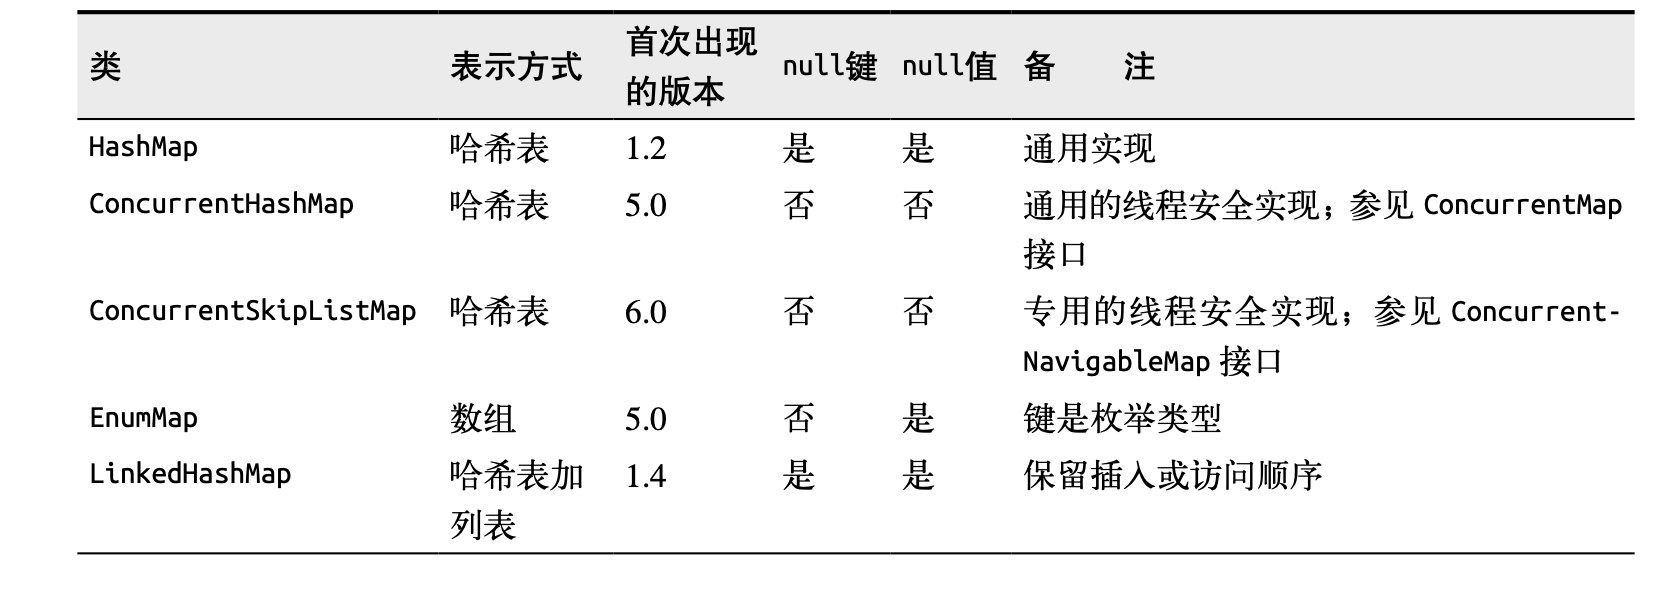 类 表示方式 首次出现的版本 null键 null值 备 注
HashMap 哈希表 1.2 是 是 通用实现
ConcurrentHashMap 哈希表 5.0 否 否 通用的线程安全实现；参见 ConcurrentMap
接口
ConcurrentSkipListMap 哈希表 6.0 否 否 专用的线程安全实现；参见 Concurrent-
NavigableMap 接口
EnumMap 数组 5.0 否 是 键是枚举类型
LinkedHashMap 哈希表加 1.4 是 是 保留插入或访问顺序
列表